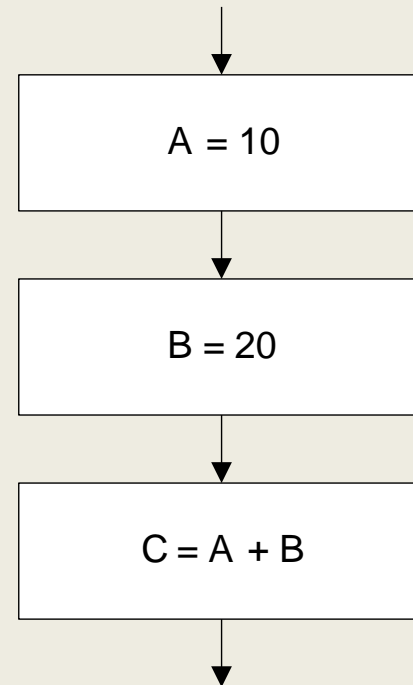 A = 10
B = 20
C = A + B